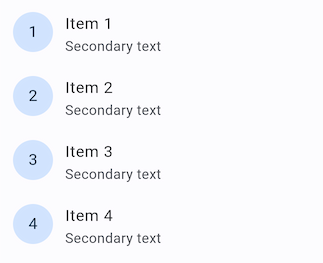 1
Item 1
Secondary text
2
Item 2
Secondary text
3
Item 3
Secondary text
4
Item 4
Secondary text